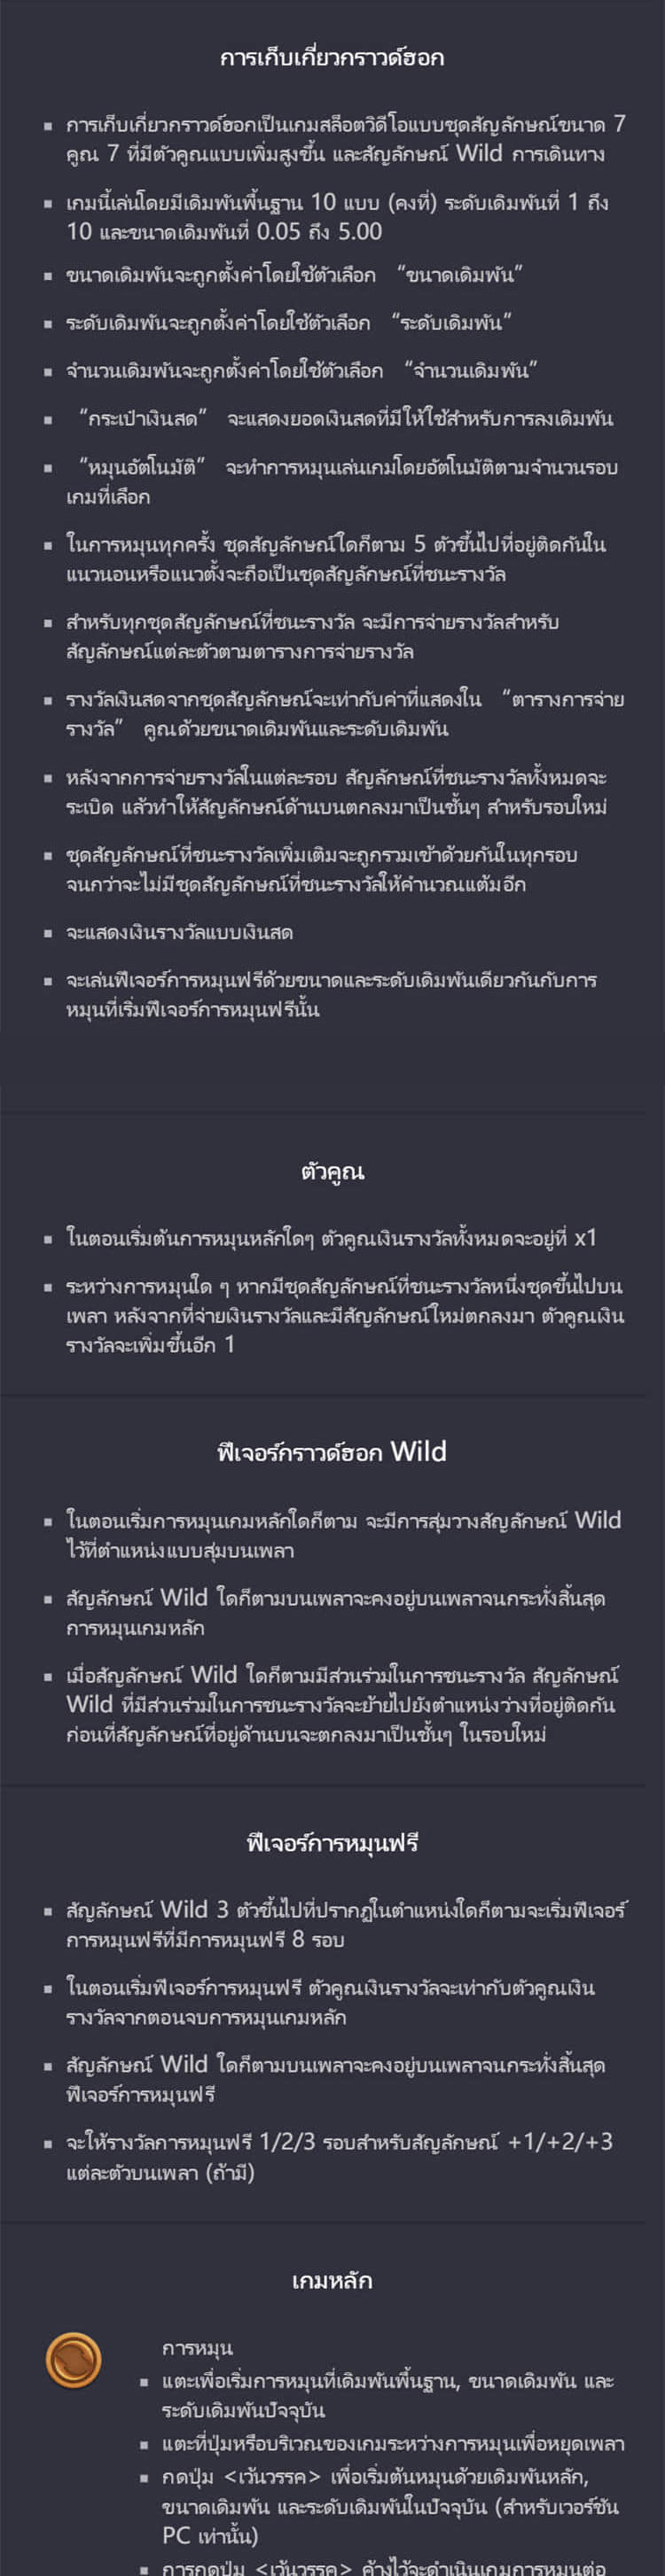 การเก็บเกี่ยวกราวด์ฮอก
▪ การเก็บเกี่ยวกราวด์ฮอกเป็นเกมสล็อตวิดีโอแบบชุดสัญลักษณ์ขนาด 7
คูณ 7 ที่มีตัวคูณแบบเพิ่มสูงขึ้น และสัญลักษณ์ Wild การเดินทาง
▪ เกมนี้เล่นโดยมีเดิมพันพื้นฐาน 10 แบบ (คงที่) ระดับเดิมพันที่ 1 ถึง
10 และขนาดเดิมพันที่ 0.05 ถึง 5.00
▪ ขนาดเดิมพันจะถูกตั้งค่าโดยใช้ตัวเลือก “ขนาดเดิมพัน”
▪ ระดับเดิมพันจะถูกตั้งค่าโดยใช้ตัวเลือก “ระดับเดิมพัน”
▪ จำนวนเดิมพันจะถูกตั้งค่าโดยใช้ตัวเลือก “จำนวนเดิมพัน”
▪ “กระเป๋าเงินสด” จะแสดงยอดเงินสดที่มีให้ใช้สำหรับการลงเดิมพัน
▪ “หมุนอัตโนมัติ” จะทำการหมุนเล่นเกมโดยอัตโนมัติตามจำนวนรอบ
เกมที่เลือก
▪ ในการหมุนทุกครั้ง ชุดสัญลักษณ์ใดก็ตาม 5 ตัวขึ้นไปที่อยู่ติดกันใน
แนวนอนหรือแนวตั้งจะถือเป็นชุดสัญลักษณ์ที่ชนะรางวัล
▪ สำหรับทุกชุดสัญลักษณ์ที่ชนะรางวัล จะมีการจ่ายรางวัลสำหรับ
สัญลักษณ์แต่ละตัวตามตารางการจ่ายรางวัล
▪ รางวัลเงินสดจากชุดสัญลักษณ์จะเท่ากับค่าที่แสดงใน “ตารางการจ่าย
รางวัล” คูณด้วยขนาดเดิมพันและระดับเดิมพัน
▪ หลังจากการจ่ายรางวัลในแต่ละรอบ สัญลักษณ์ที่ชนะรางวัลทั้งหมดจะ
ระเบิด แล้วทำให้สัญลักษณ์ด้านบนตกลงมาเป็นชั้นๆ สำหรับรอบใหม่
▪ ชุดสัญลักษณ์ที่ชนะรางวัลเพิ่มเติมจะถูกรวมเข้าด้วยกันในทุกรอบ
จนกว่าจะไม่มีชุดสัญลักษณ์ที่ชนะรางวัลให้คำนวณแต้มอีก
▪ จะแสดงเงินรางวัลแบบเงินสด
▪ จะเล่นฟีเจอร์การหมุนฟรีด้วยขนาดและระดับเดิมพันเดียวกันกับการ
หมุนที่เริ่มฟีเจอร์การหมุนฟรีนั้น
ตัวคูณ
▪ ในตอนเริ่มต้นการหมุนหลักใดๆ ตัวคูณเงินรางวัลทั้งหมดจะอยู่ที่ x1
▪ ระหว่างการหมุนใด ๆ หากมีชุดสัญลักษณ์ที่ชนะรางวัลหนึ่งชุดขึ้นไปบน
เพลา หลังจากที่จ่ายเงินรางวัลและมีสัญลักษณ์ใหม่ตกลงมา ตัวคูณเงิน
รางวัลจะเพิ่มขึ้นอีก 1
ฟีเจอร์กราวด์ฮอก Wild
▪ ในตอนเริ่มการหมุนเกมหลักใดก็ตาม จะมีการสุ่มวางสัญลักษณ์ Wild
ไว้ที่ตำแหน่งแบบสุ่มบนเพลา
▪ สัญลักษณ์ Wild ใดก็ตามบนเพลาจะคงอยู่บนเพลาจนกระทั่งสิ้นสุด
การหมุนเกมหลัก
▪ เมื่อสัญลักษณ์ Wild ใดก็ตามมีส่วนร่วมในการชนะรางวัล สัญลักษณ์
Wild ที่มีส่วนร่วมในการชนะรางวัลจะย้ายไปยังตำแหน่งว่างที่อยู่ติดกัน
ก่อนที่สัญลักษณ์ที่อยู่ด้านบนจะตกลงมาเป็นชั้นๆ ในรอบใหม่
ฟีเจอร์การหมุนฟรี
▪ สัญลักษณ์ Wild 3 ตัวขึ้นไปที่ปรากฏในตำแหน่งใดก็ตามจะเริ่มฟีเจอร์
การหมุนฟรีที่มีการหมุนฟรี 8 รอบ
▪ ในตอนเริ่มฟีเจอร์การหมุนฟรี ตัวคูณเงินรางวัลจะเท่ากับตัวคูณเงิน
รางวัลจากตอนจบการหมุนเกมหลัก
▪ สัญลักษณ์ Wild ใดก็ตามบนเพลาจะคงอยู่บนเพลาจนกระทั่งสิ้นสุด
ฟีเจอร์การหมุนฟรี
▪ จะให้รางวัลการหมุนฟรี 1/2/3 รอบสำหรับสัญลักษณ์ +1/+2/+3
แต่ละตัวบนเพลา (ถ้ามี)
เกมหลัก
การหมุน
▪ แตะเพื่อเริ่มการหมุนที่เดิมพันพื้นฐาน, ขนาดเดิมพัน และ
ระดับเดิมพันปัจจุบัน
▪ แตะที่ปุ่มหรือบริเวณของเกมระหว่างการหมุนเพื่อหยุดเพลา
▪ กดปุ่ม <เว้นวรรค> เพื่อเริ่มต้นหมุนด้วยเดิมพันหลัก,
ขนาดเดิมพัน และระดับเดิมพันในปัจจุบัน (สำหรับเวอร์ชัน
PC เท่านั้น)
▪ การกดปุ่ม <เว้นวรรค> ค้างไว้จะดำเนินเกมการหมุนต่อ